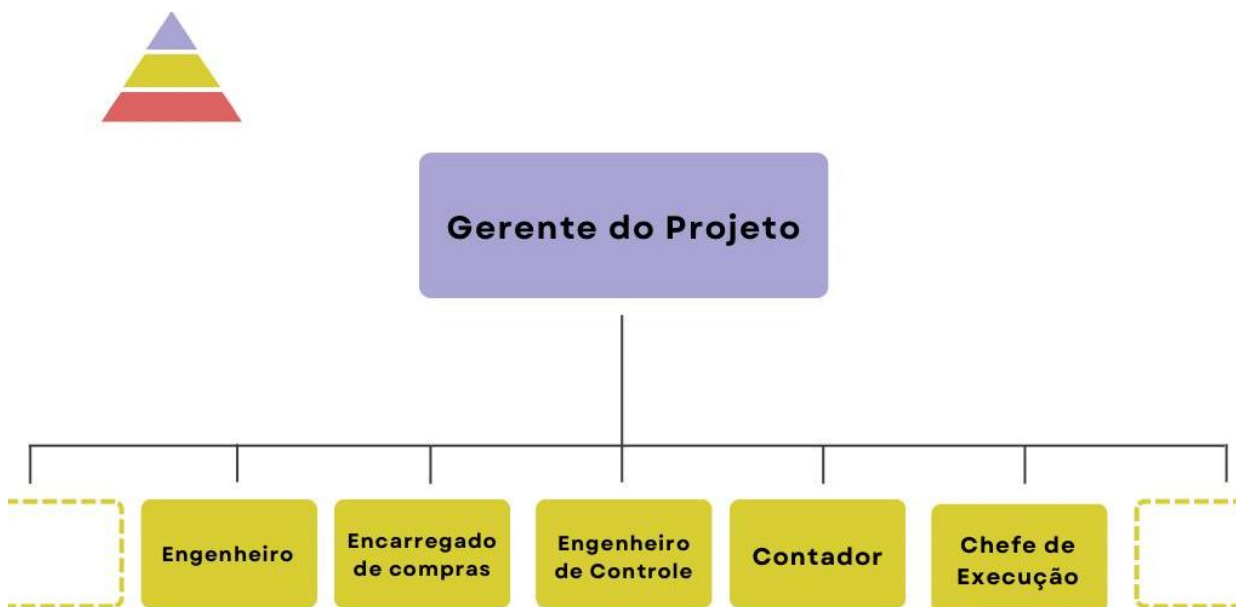 Gerente do Projeto
Engenheiro
Encarregado
de compras
Engenheiro
de Controle
Contador
Chefe de
Execução